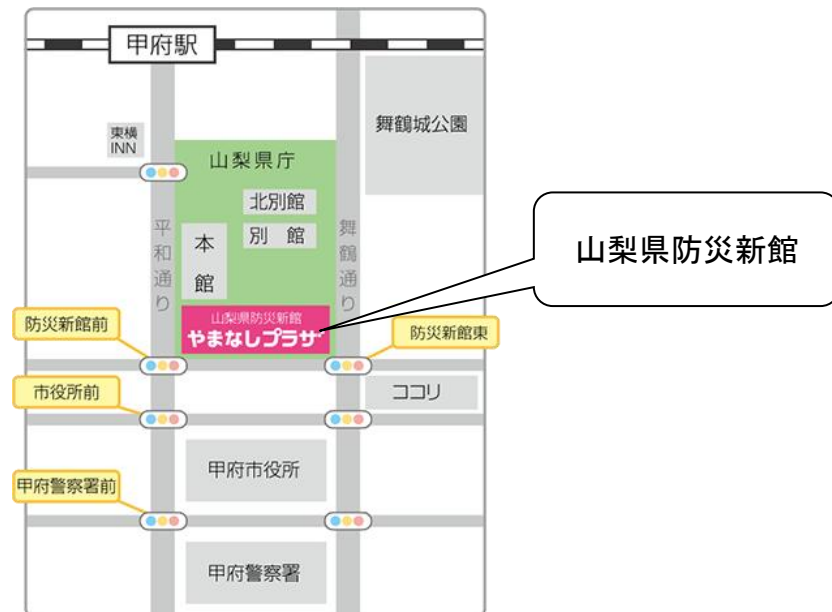 甲府駅
舞鶴城公園
東横
INN
山梨県庁
北別館
別 館
本
館
平和通り
舞鶴通り
山梨県防災新館
山梨県防災新館
やまなしプラザ
防災新館前
防災新館東
市役所前
ココリ
甲府市役所
甲府警察署前
甲府警察署